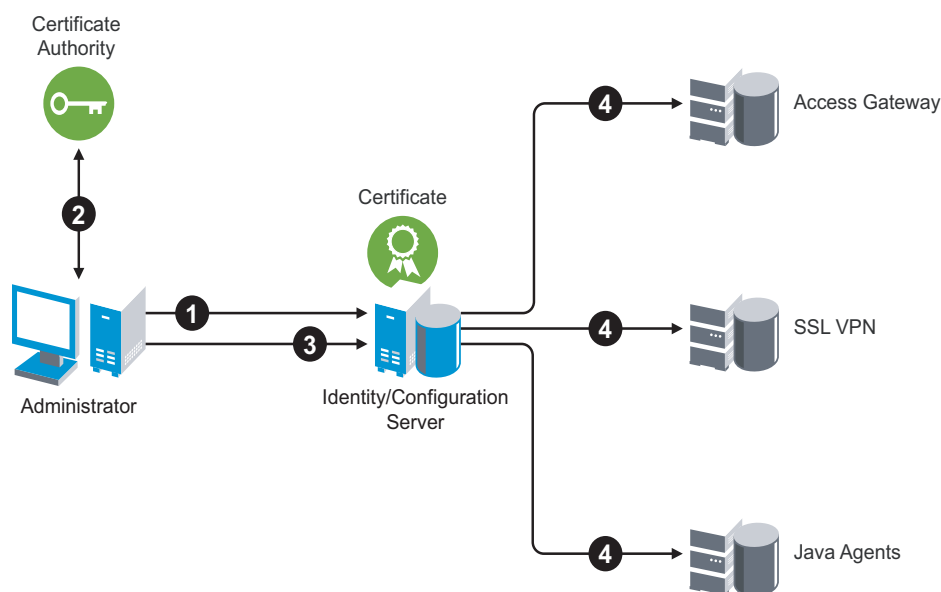 Certificate
Authority
4
Access Gateway
2
Certificate
1
3
4
SSL VPN
Administrator
Identity/Configuration
Server
4
Java Agents